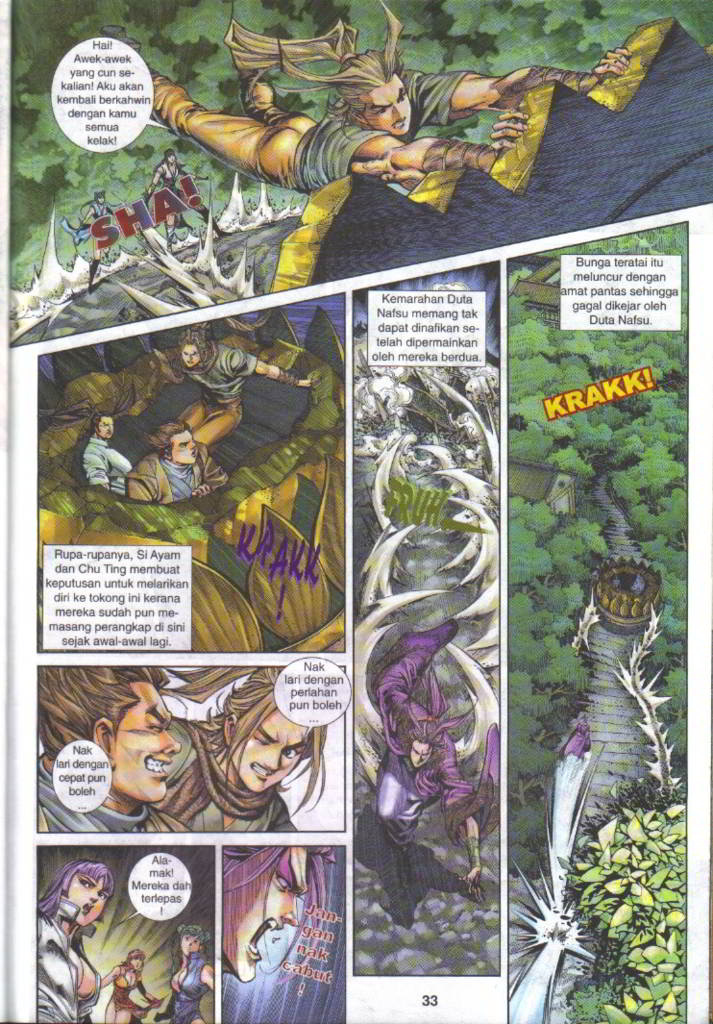 Hai!
Awek-awek
yang cun se-
kalian! Aku akan
kembali berkahwin
dengan kamu
semua
kelak!
SHA!
Rupa-rupanya, Si Ayam
dan Chu Ting membuat
keputusan untuk melarikan
diri ke tokong ini kerana
mereka sudah pun me-
masang perangkap di sini
sejak awal-awal lagi.
KPAKK!
Kemarahan Duta
Nafsu memang tak
dapat dinafikan se-
telah dipermainkan
oleh mereka berdua.
FRUH!
Bunga teratai itu
meluncur dengan
amat pantas sehingga
gagal dikejar oleh
Duta Nafsu.
KRAKK!
Nak
lari dengan
perlahan
pun boleh
...
Nak
lari dengan
cepat pun
boleh
...
Ala-
mak!
Mereka dah
terlepas
!
Jan-
gan nak
cabut
!
33